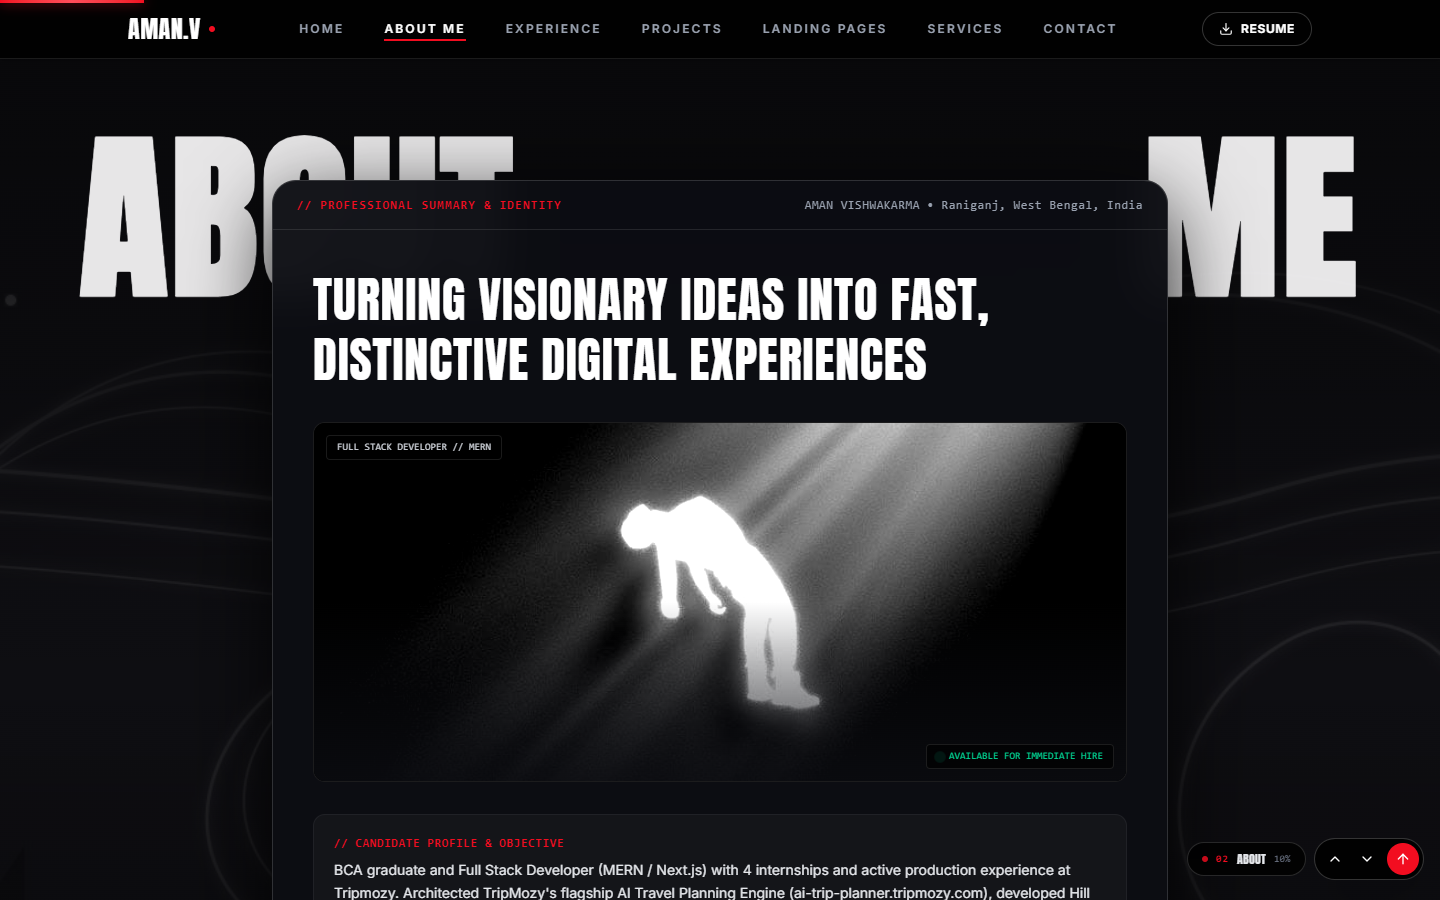 AMAN.V
HOME
ABOUT ME
EXPERIENCE
PROJECTS
LANDING PAGES
SERVICES
CONTACT
RESUME
ABOUT ME
// PROFESSIONAL SUMMARY & IDENTITY
AMAN VISHWAKARMA • Raniganj, West Bengal, India
TURNING VISIONARY IDEAS INTO FAST,
DISTINCTIVE DIGITAL EXPERIENCES
FULL STACK DEVELOPER // MERN
AVAILABLE FOR IMMEDIATE HIRE
// CANDIDATE PROFILE & OBJECTIVE
BCA graduate and Full Stack Developer (MERN / Next.js) with 4 internships and active production experience at
Tripmozy. Architected TripMozy's flagship AI Travel Planning Engine (ai-trip-planner.tripmozy.com), developed Hill
02 ABOUT 10%